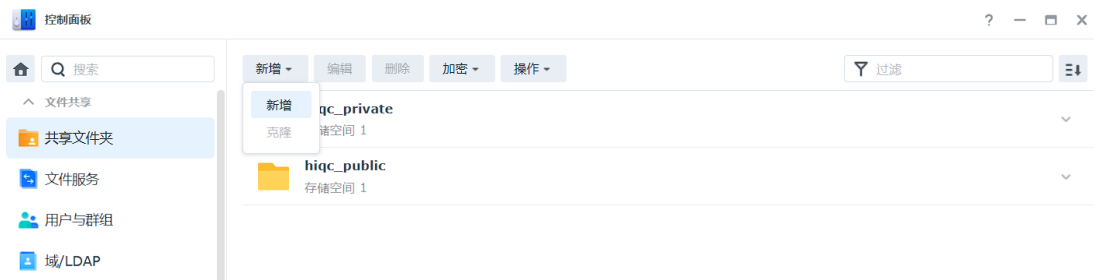 控制面板
搜索
文件共享
共享文件夹
文件服务
用户与群组
域/LDAP
新增 编辑 删除 加密 操作 过滤
新增
克隆
qc_private
储空间 1
hiqc_public
存储空间 1